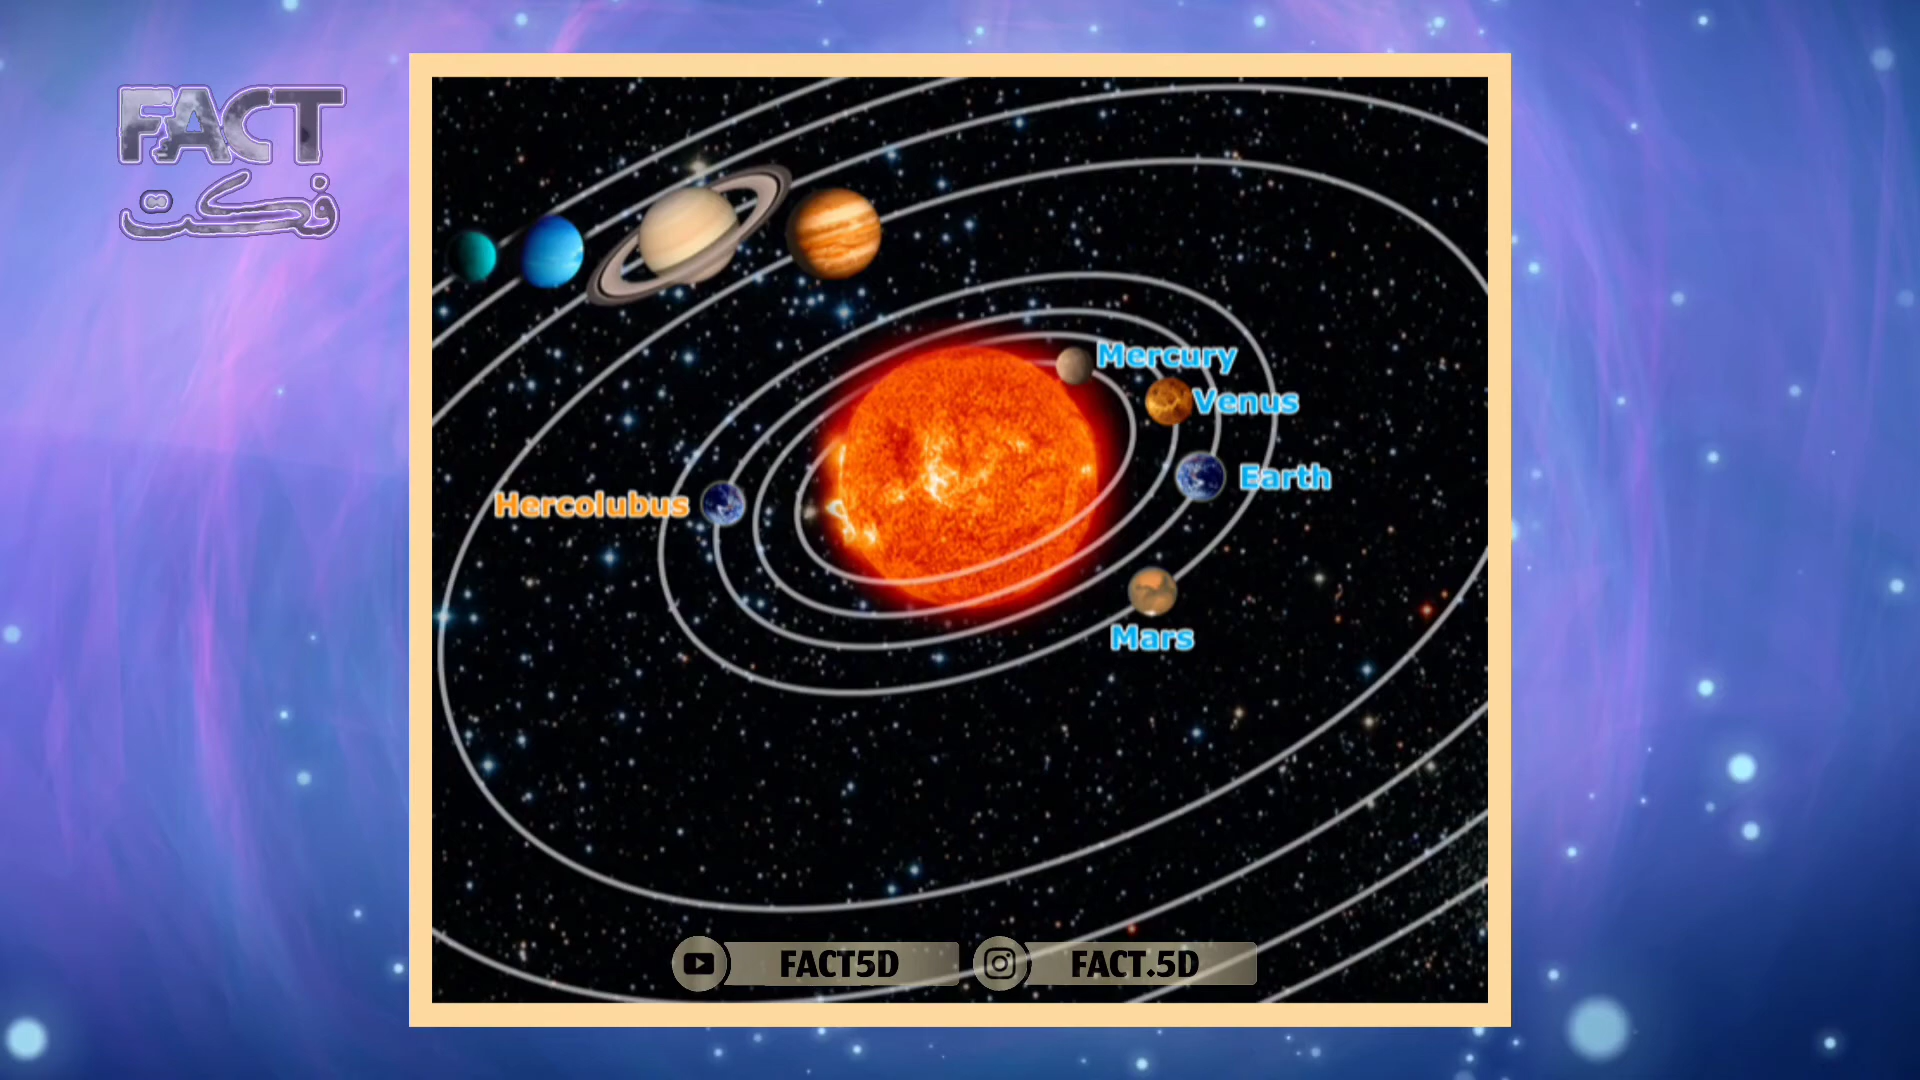 FACT
فكت
Mercury
Venus
Earth
Hercolubus
Mars
FACT5D
FACT.5D